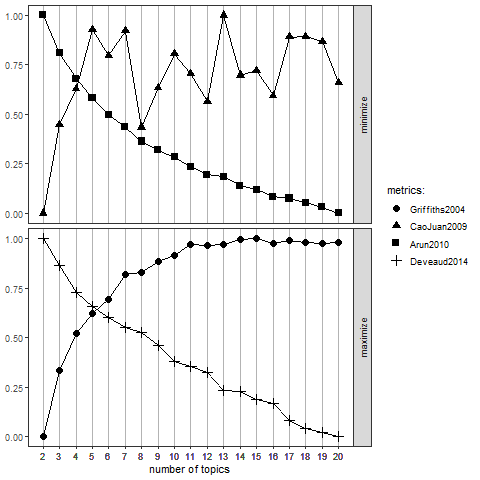 1.00
0.75
0.50
0.25
0.00
minimize
1.00
0.75
0.50
0.25
0.00
maximize
2 3 4 5 6 7 8 9 10 11 12 13 14 15 16 17 18 19 20
number of topics
metrics:
Griffiths2004
CaoJuan2009
Arun2010
Deveaud2014